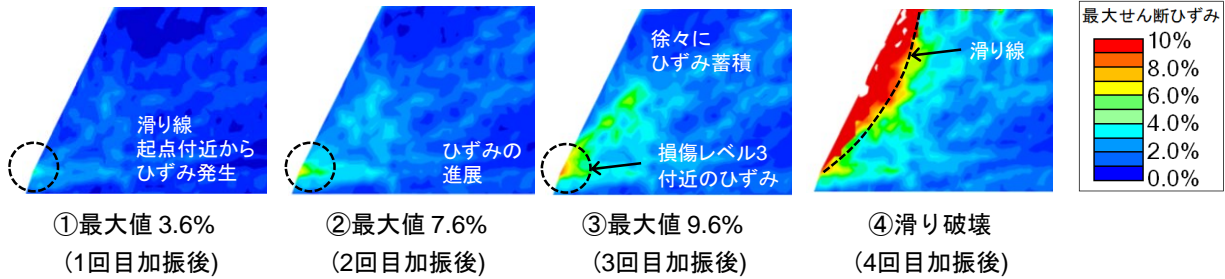 滑り線
起点付近から
ひずみ発生
ひずみの
進展
徐々に
ひずみ蓄積
損傷レベル3
付近のひずみ
滑り線
最大せん断ひずみ
10%
8.0%
6.0%
4.0%
2.0%
0.0%
①最大値 3.6%
(1回目加振後)
②最大値 7.6%
(2回目加振後)
③最大値 9.6%
(3回目加振後)
④滑り破壊
(4回目加振後)